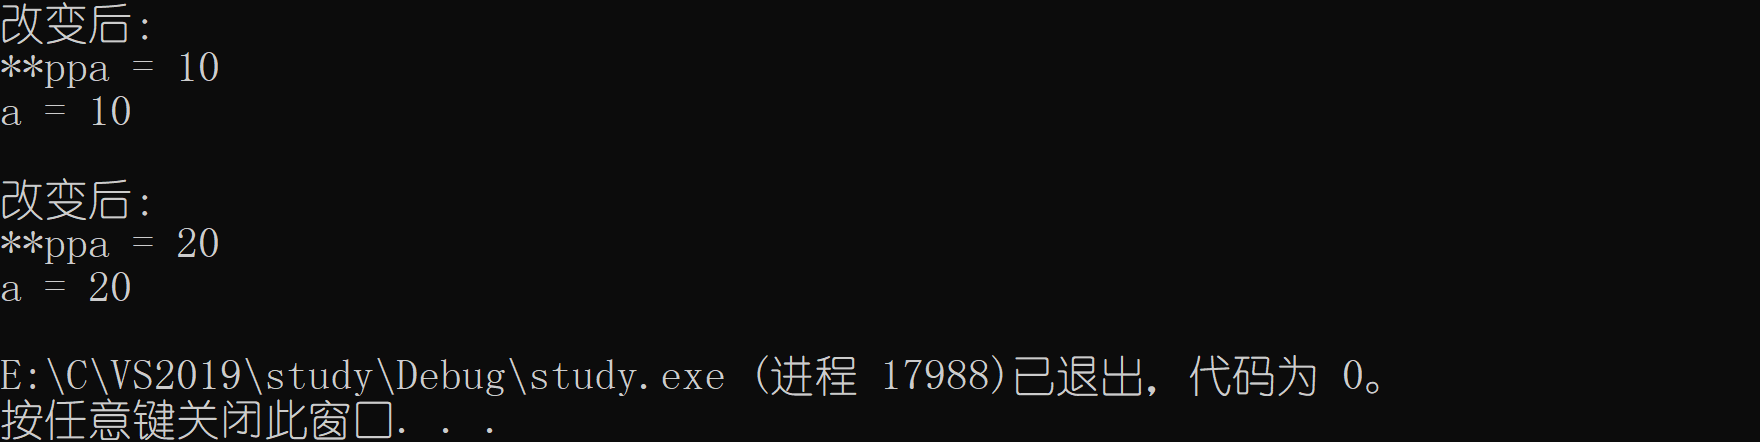 改变后:
**ppa = 10
a = 10
改变后:
**ppa = 20
a = 20
E:\C\VS2019\study\Debug\study.exe (进程 17988)已退出，代码为 0。
按任意键关闭此窗口. . .